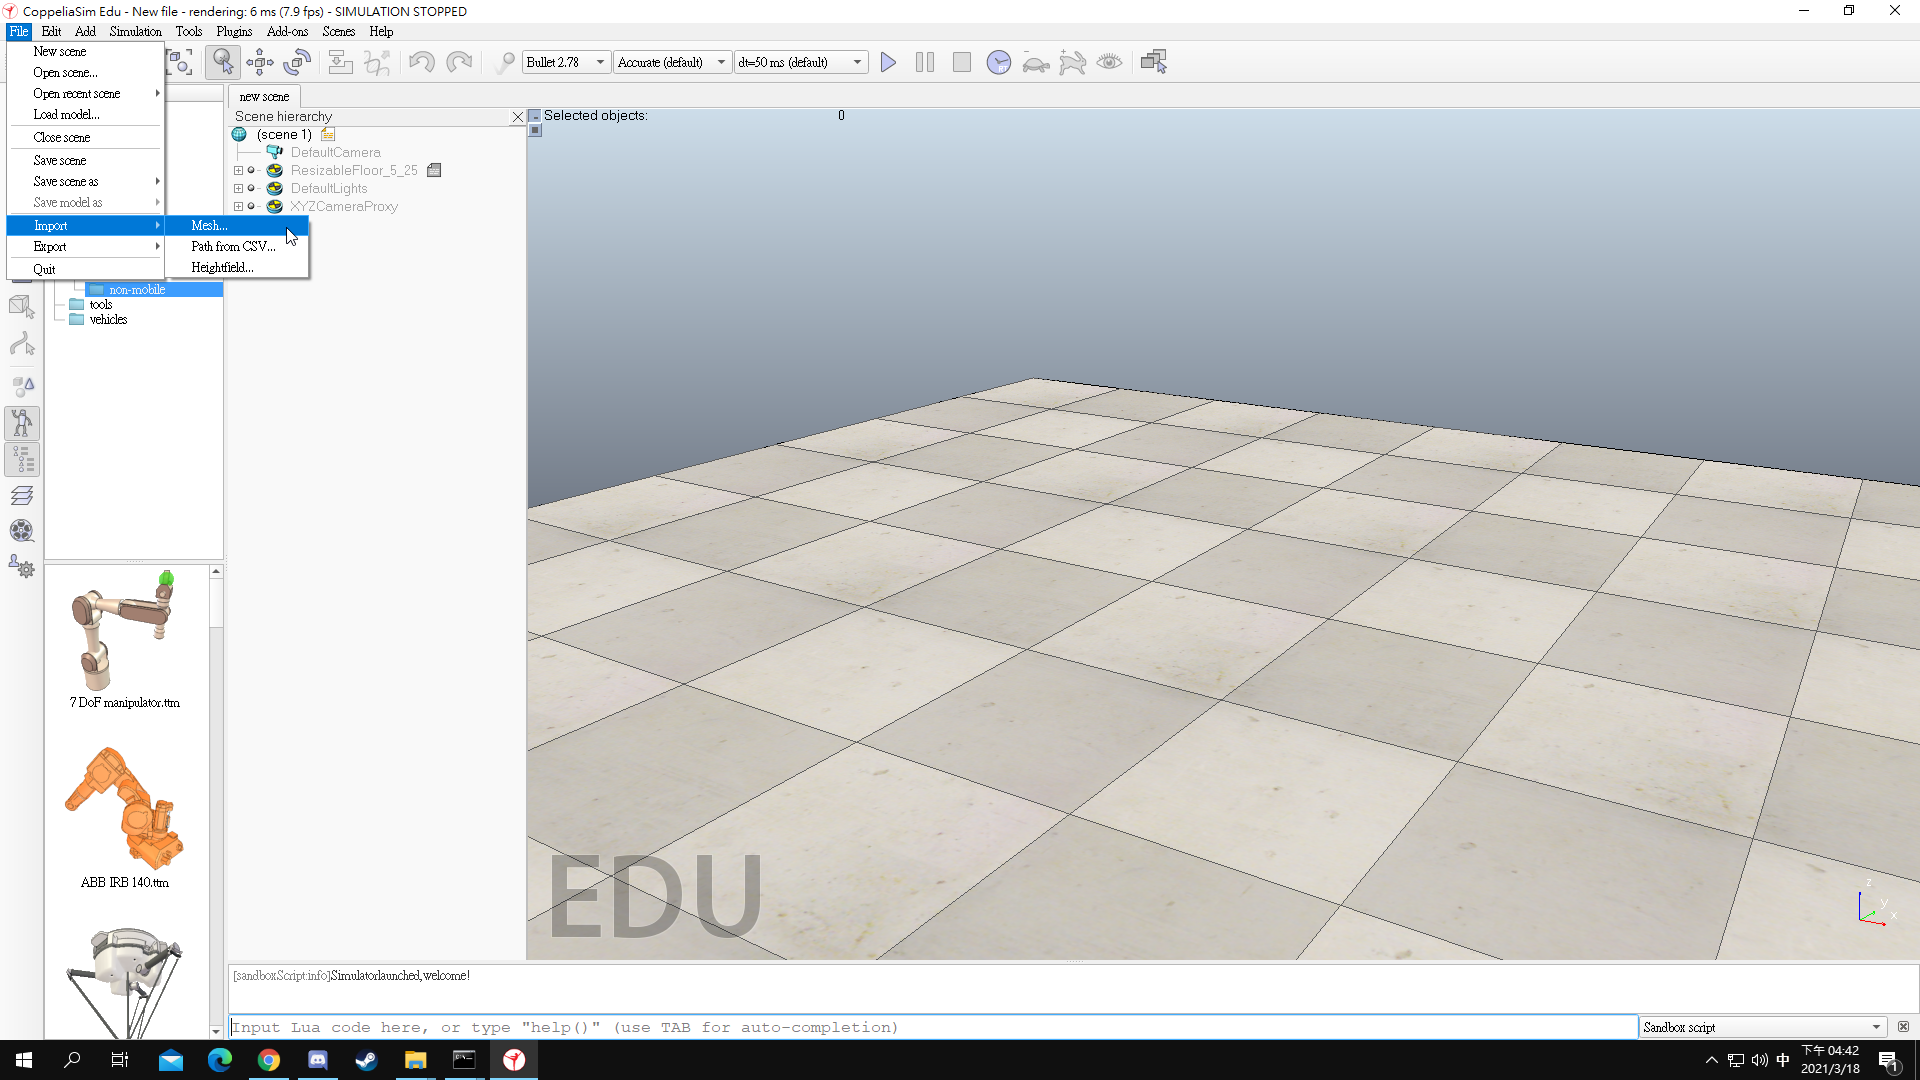 CoppeliaSim Edu - New file - rendering: 6 ms (7.9 fps) - SIMULATION STOPPED
File Edit Add Simulation Tools Plugins Add-ons Scenes Help
New scene
Open scene...
Open recent scene
Load model...
Close scene
Save scene
Save scene as
Save model as
Import
Export
Quit
Mesh...
Path from CSV...
Heightfield...
Bullet 2.78
Accurate (default)
dt=50 ms (default)
RT
new scene
Scene hierarchy
(scene 1)
DefaultCamera
ResizableFloor_5_25
DefaultLights
XYZCameraProxy
Selected objects: 0
non-mobile
tools
vehicles
7 DoF manipulator.ttm
ABB IRB 140.ttm
EDU
z
y
x
[sandboxScript:info]Simulatorlaunched,welcome!
Input Lua code here, or type "help()" (use TAB for auto-completion)
Sandbox script
中
下午 04:42
2021/3/18
1